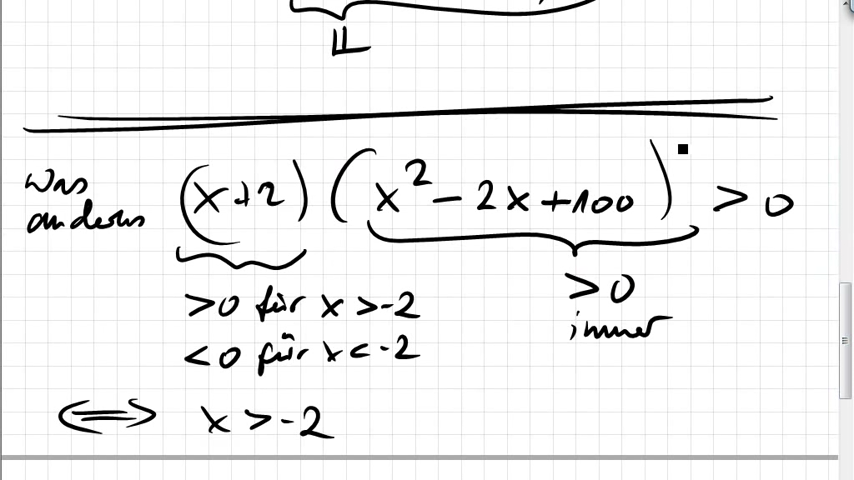 Was anderes (x+2) (x² − 2x + 100) > 0
>0 für x > -2
<0 für x < -2
> 0
immer
⟺ x > -2